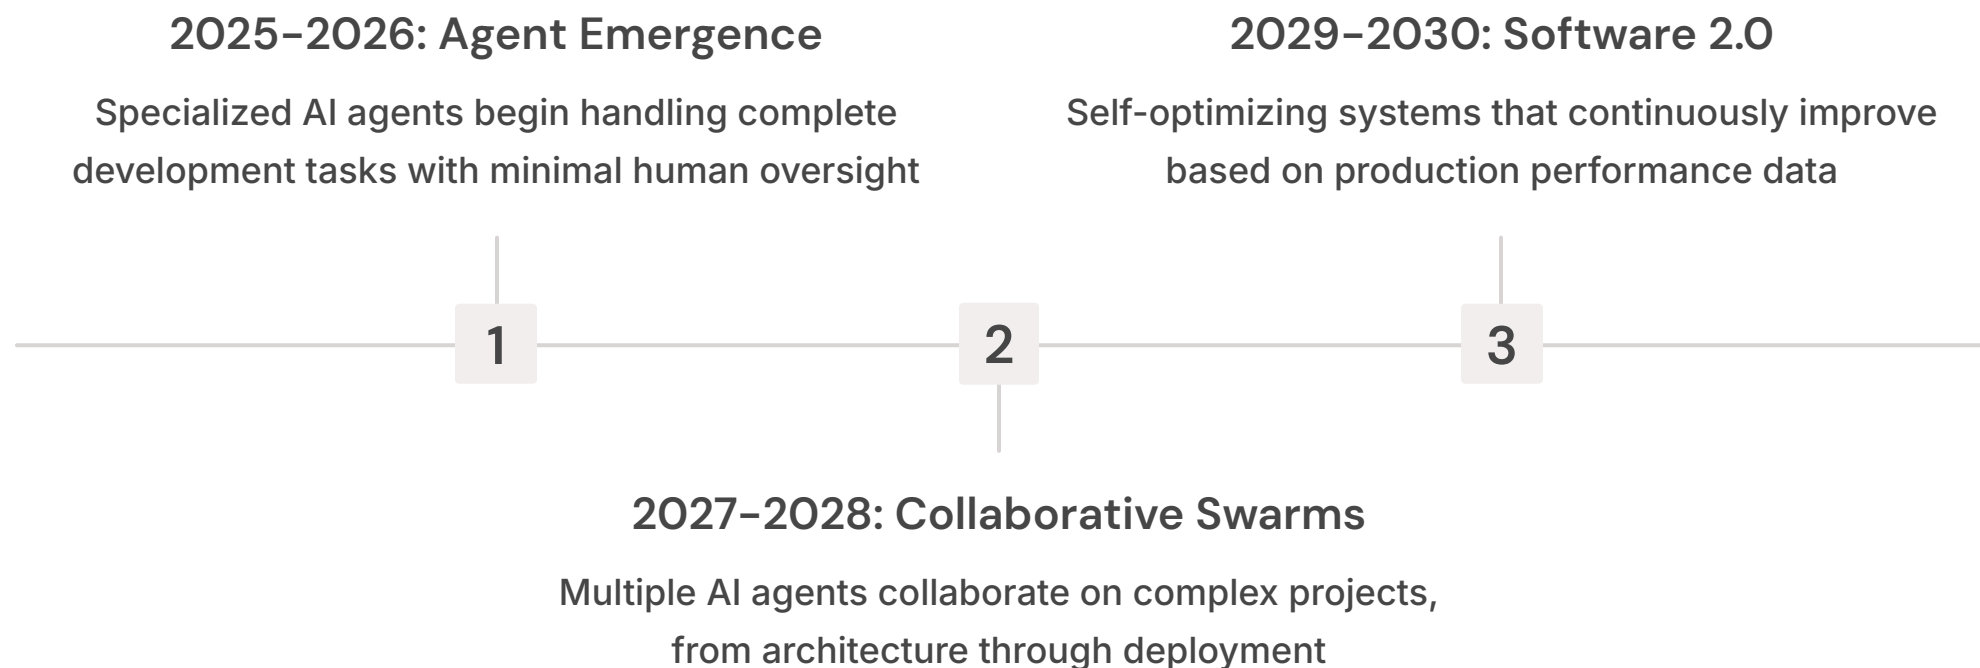 2025–2026: Agent Emergence
Specialized AI agents begin handling complete
development tasks with minimal human oversight
1
2029–2030: Software 2.0
Self-optimizing systems that continuously improve
based on production performance data
3
2
2027–2028: Collaborative Swarms
Multiple AI agents collaborate on complex projects,
from architecture through deployment